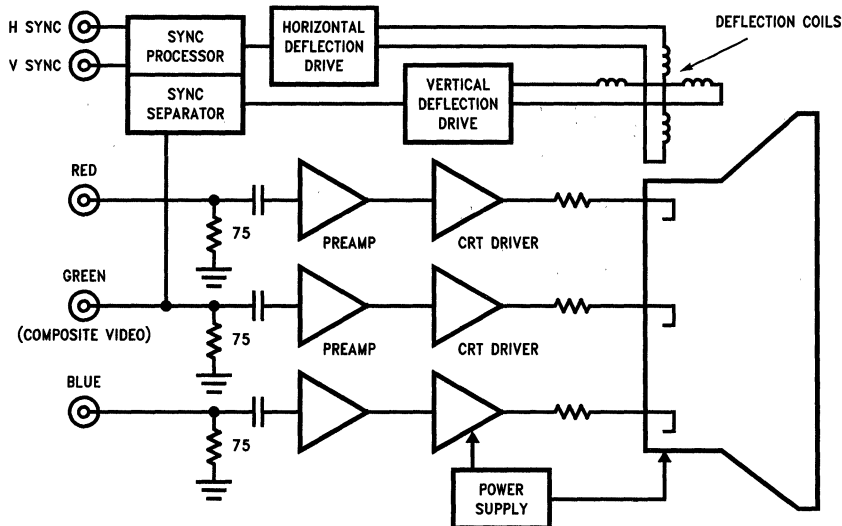 H SYNC
V SYNC
SYNC
PROCESSOR
SYNC
SEPARATOR
HORIZONTAL
DEFLECTION
DRIVE
VERTICAL
DEFLECTION
DRIVE
DEFLECTION COILS
RED
75
PREAMP
CRT DRIVER
GREEN
(COMPOSITE VIDEO)
75
PREAMP
CRT DRIVER
BLUE
75
POWER
SUPPLY